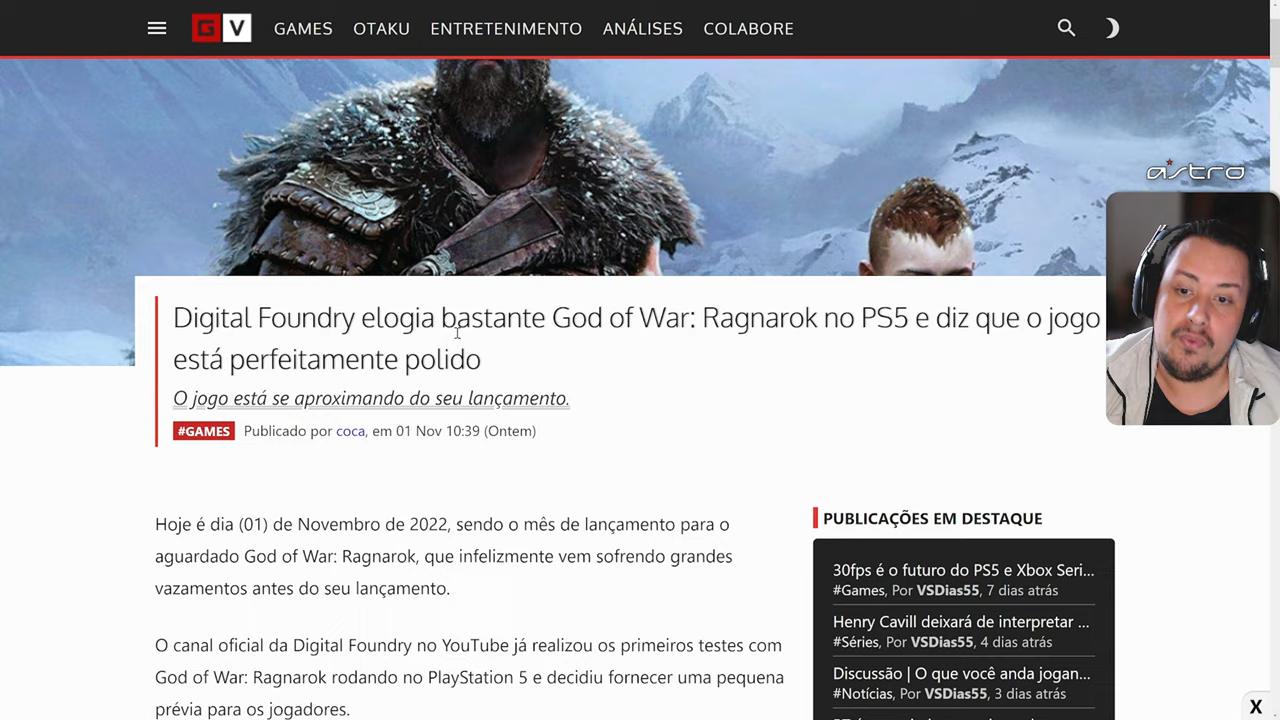 G V GAMES OTAKU ENTRETENIMENTO ANÁLISES COLABORE
astro
Digital Foundry elogia bastante God of War: Ragnarok no PS5 e diz que o jogo
está perfeitamente polido
O jogo está se aproximando do seu lançamento.
#GAMES Publicado por coca, em 01 Nov 10:39 (Ontem)
Hoje é dia (01) de Novembro de 2022, sendo o mês de lançamento para o
aguardado God of War: Ragnarok, que infelizmente vem sofrendo grandes
vazamentos antes do seu lançamento.
O canal oficial da Digital Foundry no YouTube já realizou os primeiros testes com
God of War: Ragnarok rodando no PlayStation 5 e decidiu fornecer uma pequena
prévia para os jogadores.
PUBLICAÇÕES EM DESTAQUE
30fps é o futuro do PS5 e Xbox Seri...
#Games, Por VSDias55, 7 dias atrás
Henry Cavill deixará de interpretar ...
#Séries, Por VSDias55, 4 dias atrás
Discussão | O que você anda jogan...
#Notícias, Por VSDias55, 3 dias atrás
X